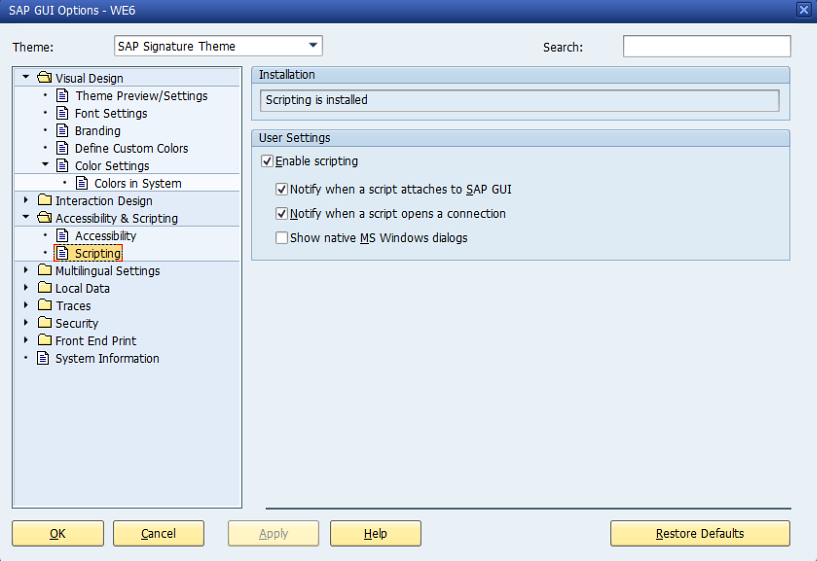 SAP GUI Options - WE6
Theme:
SAP Signature Theme
Search:
Visual Design
Theme Preview/Settings
Font Settings
Branding
Define Custom Colors
Color Settings
Colors in System
Interaction Design
Accessibility & Scripting
Accessibility
Scripting
Multilingual Settings
Local Data
Traces
Security
Front End Print
System Information
Installation
Scripting is installed
User Settings
Enable scripting
Notify when a script attaches to SAP GUI
Notify when a script opens a connection
Show native MS Windows dialogs
OK
Cancel
Apply
Help
Restore Defaults